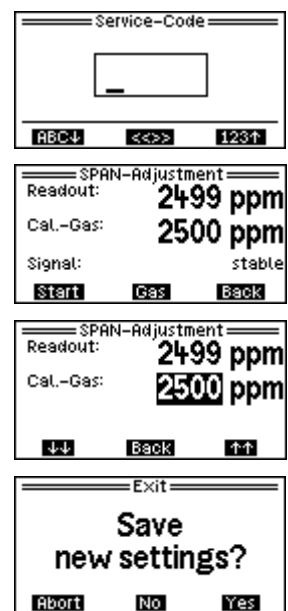 Service-Code
_
ABC↓ <<>> 123↑
SPAN-Adjustment
Readout: 2499 ppm
Cal.-Gas: 2500 ppm
Signal: stable
Start Gas Back
SPAN-Adjustment
Readout: 2499 ppm
Cal.-Gas: 2500 ppm
↓↓ Back ↑↑
Exit
Save
new settings?
Abort No Yes